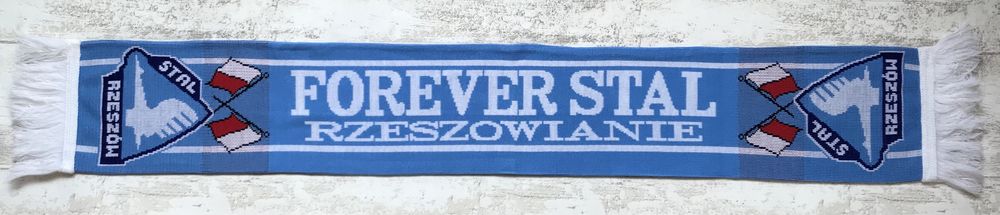 STAL
RZESZÓW
FOREVER STAL
RZESZOWIANIE
STAL
RZESZÓW